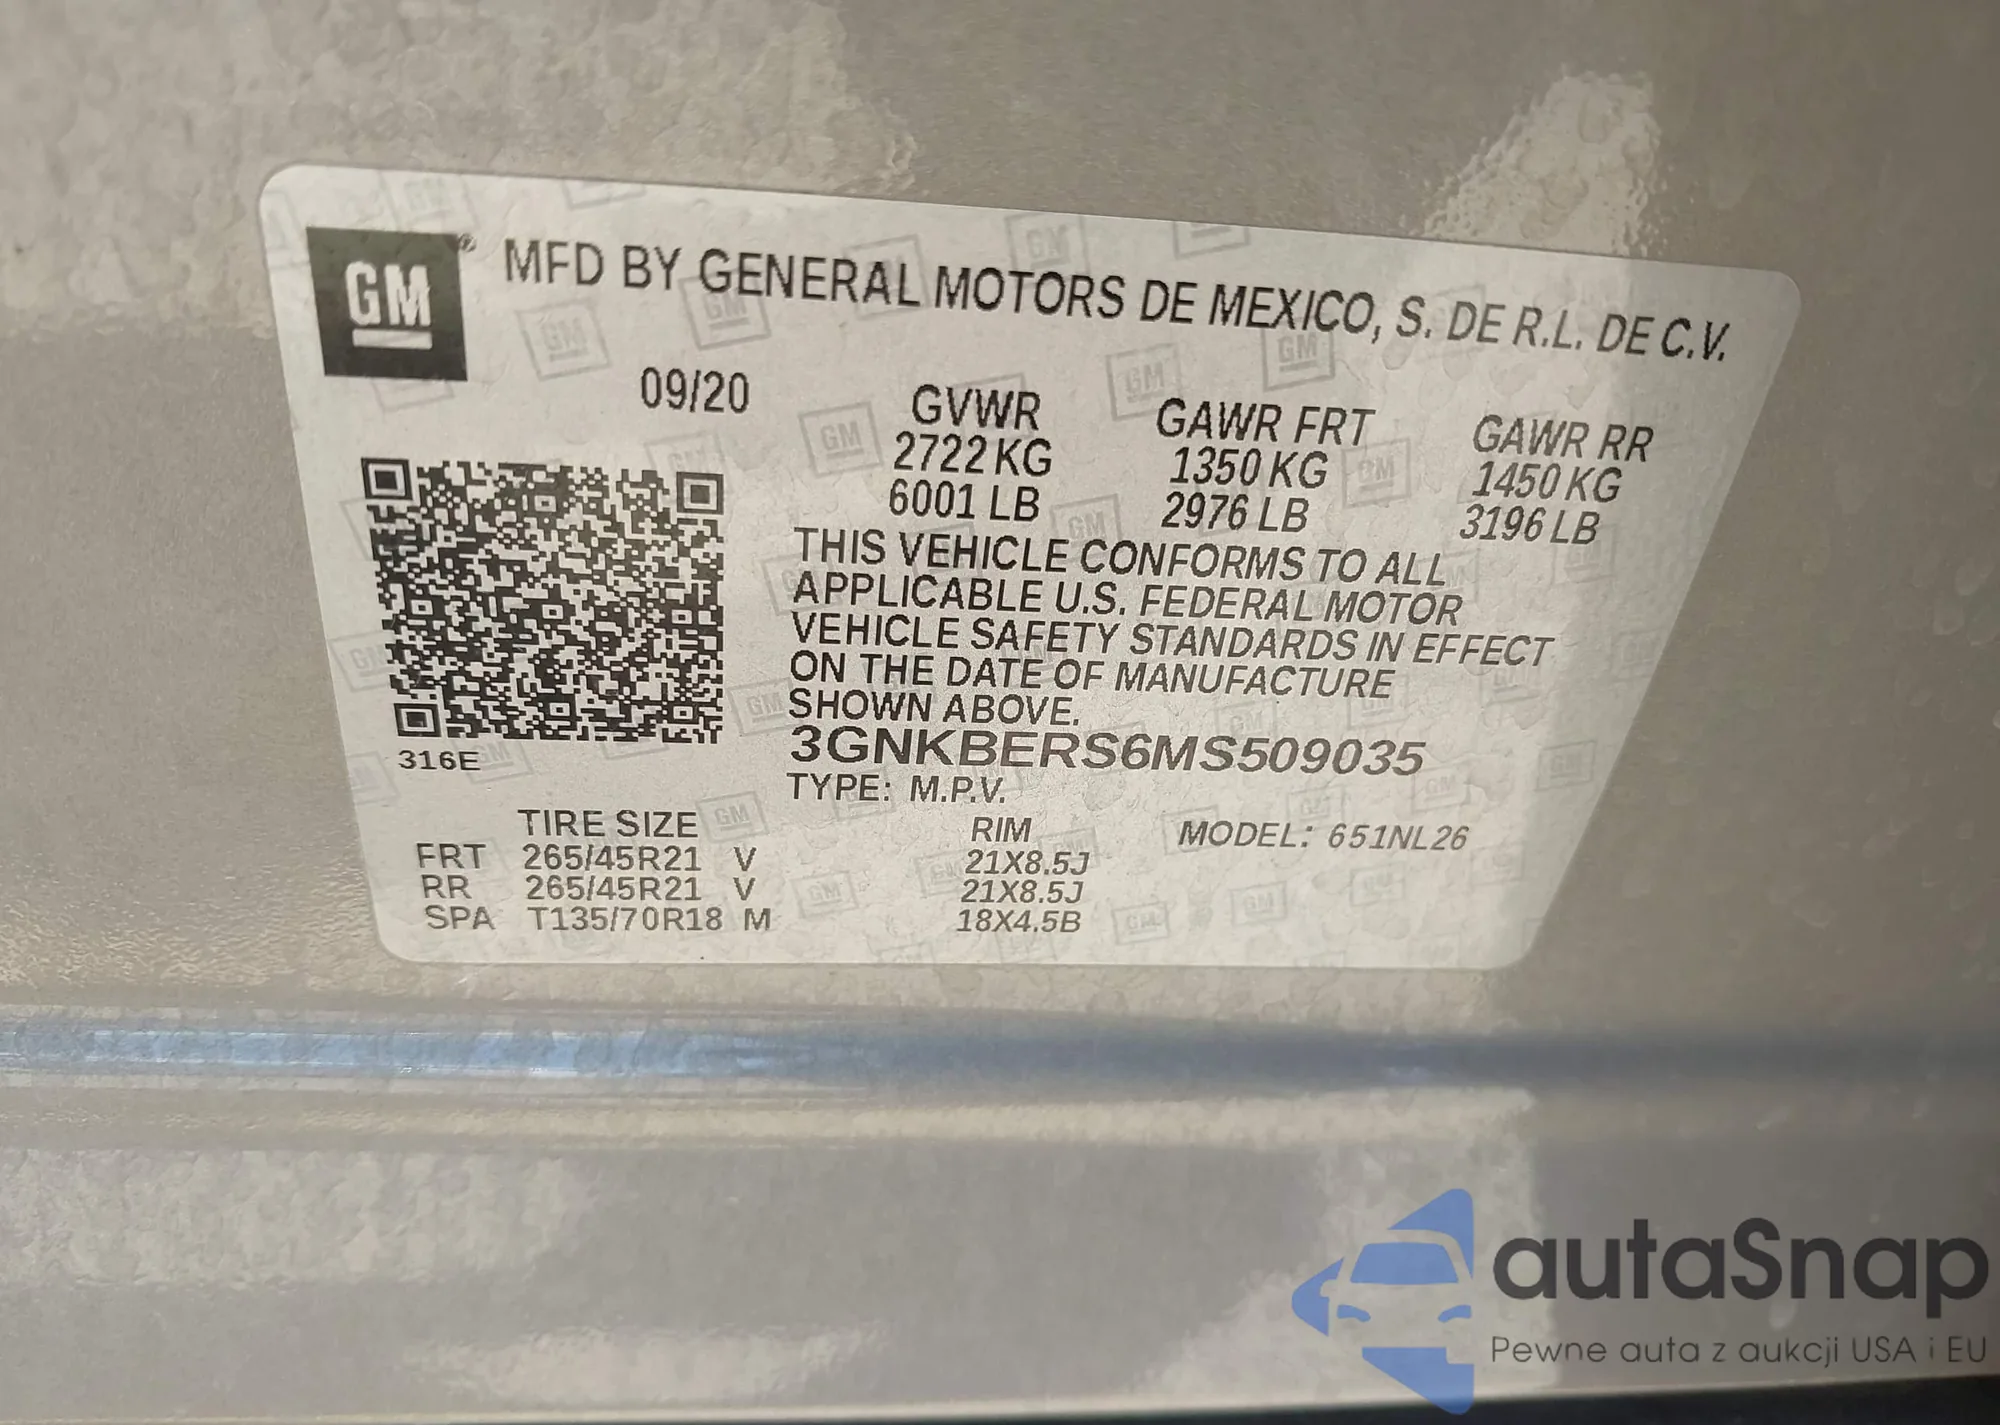 GM® MFD BY GENERAL MOTORS DE MEXICO, S. DE R.L. DE C.V.
09/20 GVWR GAWR FRT GAWR RR
2722 KG 1350 KG 1450 KG
6001 LB 2976 LB 3196 LB
THIS VEHICLE CONFORMS TO ALL
APPLICABLE U.S. FEDERAL MOTOR
VEHICLE SAFETY STANDARDS IN EFFECT
ON THE DATE OF MANUFACTURE
SHOWN ABOVE.
3GNKBERS6MS509035
316E
TYPE: M.P.V.
TIRE SIZE RIM MODEL: 651NL26
FRT 265/45R21 V 21X8.5J
RR 265/45R21 V 21X8.5J
SPA T135/70R18 M 18X4.5B
autaSnap
Pewne auta z aukcji USA i EU